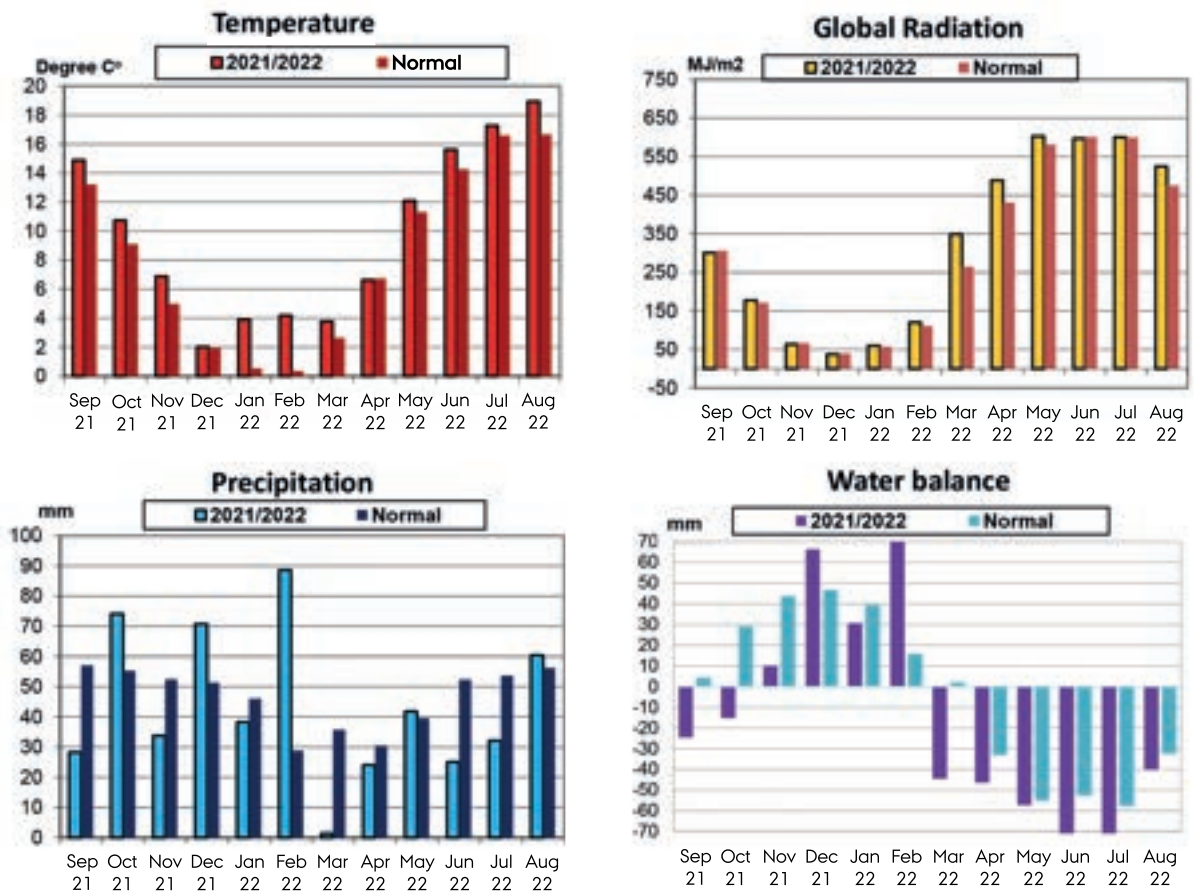 Temperature
Degree Cº
2021/2022 Normal
20
18
16
14
12
10
8
6
4
2
0
Sep Oct Nov Dec Jan Feb Mar Apr May Jun Jul Aug
21 21 21 21 22 22 22 22 22 22 22 22
Global Radiation
MJ/m2
2021/2022 Normal
750
650
550
450
350
250
150
50
-50
Sep Oct Nov Dec Jan Feb Mar Apr May Jun Jul Aug
21 21 21 21 22 22 22 22 22 22 22 22
Precipitation
mm
2021/2022 Normal
100
90
80
70
60
50
40
30
20
10
0
Sep Oct Nov Dec Jan Feb Mar Apr May Jun Jul Aug
21 21 21 21 22 22 22 22 22 22 22 22
Water balance
mm
2021/2022 Normal
70
60
50
40
30
20
10
0
-10
-20
-30
-40
-50
-60
-70
Sep Oct Nov Dec Jan Feb Mar Apr May Jun Jul Aug
21 21 21 21 22 22 22 22 22 22 22 22